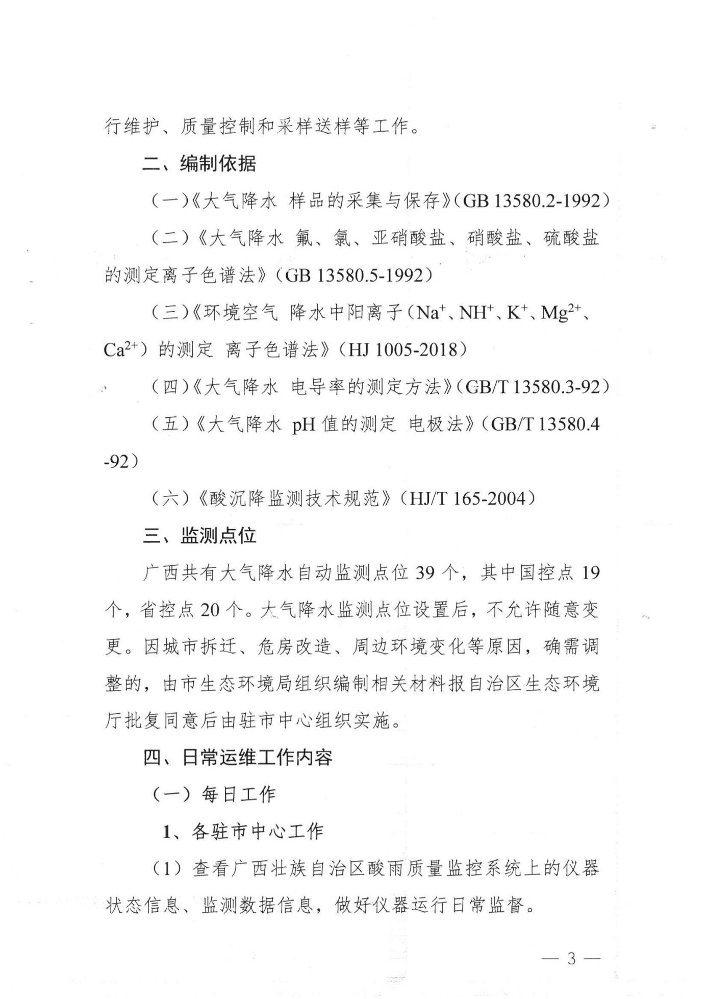 行维护、质量控制和采样送样等工作。
二、编制依据
（一）《大气降水 样品的采集与保存》（GB 13580.2-1992）
（二）《大气降水 氟、氯、亚硝酸盐、硝酸盐、硫酸盐
的测定离子色谱法》（GB 13580.5-1992）
（三）《环境空气 降水中阳离子（Na⁺、NH⁺、K⁺、Mg²⁺、
Ca²⁺）的测定 离子色谱法》（HJ 1005-2018）
（四）《大气降水 电导率的测定方法》（GB/T 13580.3-92）
（五）《大气降水 pH 值的测定 电极法》（GB/T 13580.4
-92）
（六）《酸沉降监测技术规范》（HJ/T 165-2004）
三、监测点位
广西共有大气降水自动监测点位 39 个，其中国控点 19
个，省控点 20 个。大气降水监测点位设置后，不允许随意变
更。因城市拆迁、危房改造、周边环境变化等原因，确需调
整的，由市生态环境局组织编制相关材料报自治区生态环境
厅批复同意后由驻市中心组织实施。
四、日常运维工作内容
（一）每日工作
1、各驻市中心工作
（1）查看广西壮族自治区酸雨质量监控系统上的仪器
状态信息、监测数据信息，做好仪器运行日常监督。
— 3 —